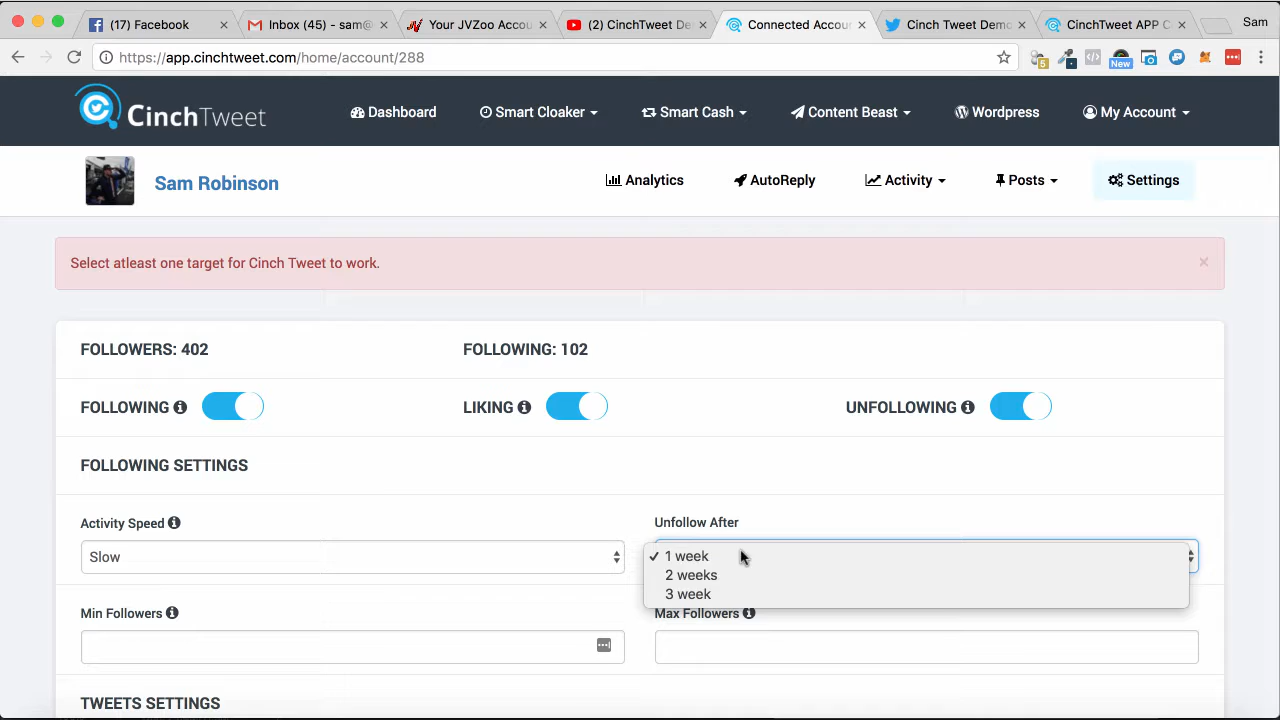 (17) Facebook
Inbox (45) - sam@
Your JVZoo Accou
(2) CinchTweet De
Connected Accou
Cinch Tweet Demo
CinchTweet APP C
Sam
https://app.cinchtweet.com/home/account/288
5
New
CinchTweet
Dashboard
Smart Cloaker
Smart Cash
Content Beast
Wordpress
My Account
Sam Robinson
Analytics
AutoReply
Activity
Posts
Settings
Select atleast one target for Cinch Tweet to work.
×
FOLLOWERS: 402
FOLLOWING: 102
FOLLOWING
LIKING
UNFOLLOWING
FOLLOWING SETTINGS
Activity Speed
Unfollow After
Slow
✓ 1 week
2 weeks
3 week
Min Followers
Max Followers
TWEETS SETTINGS